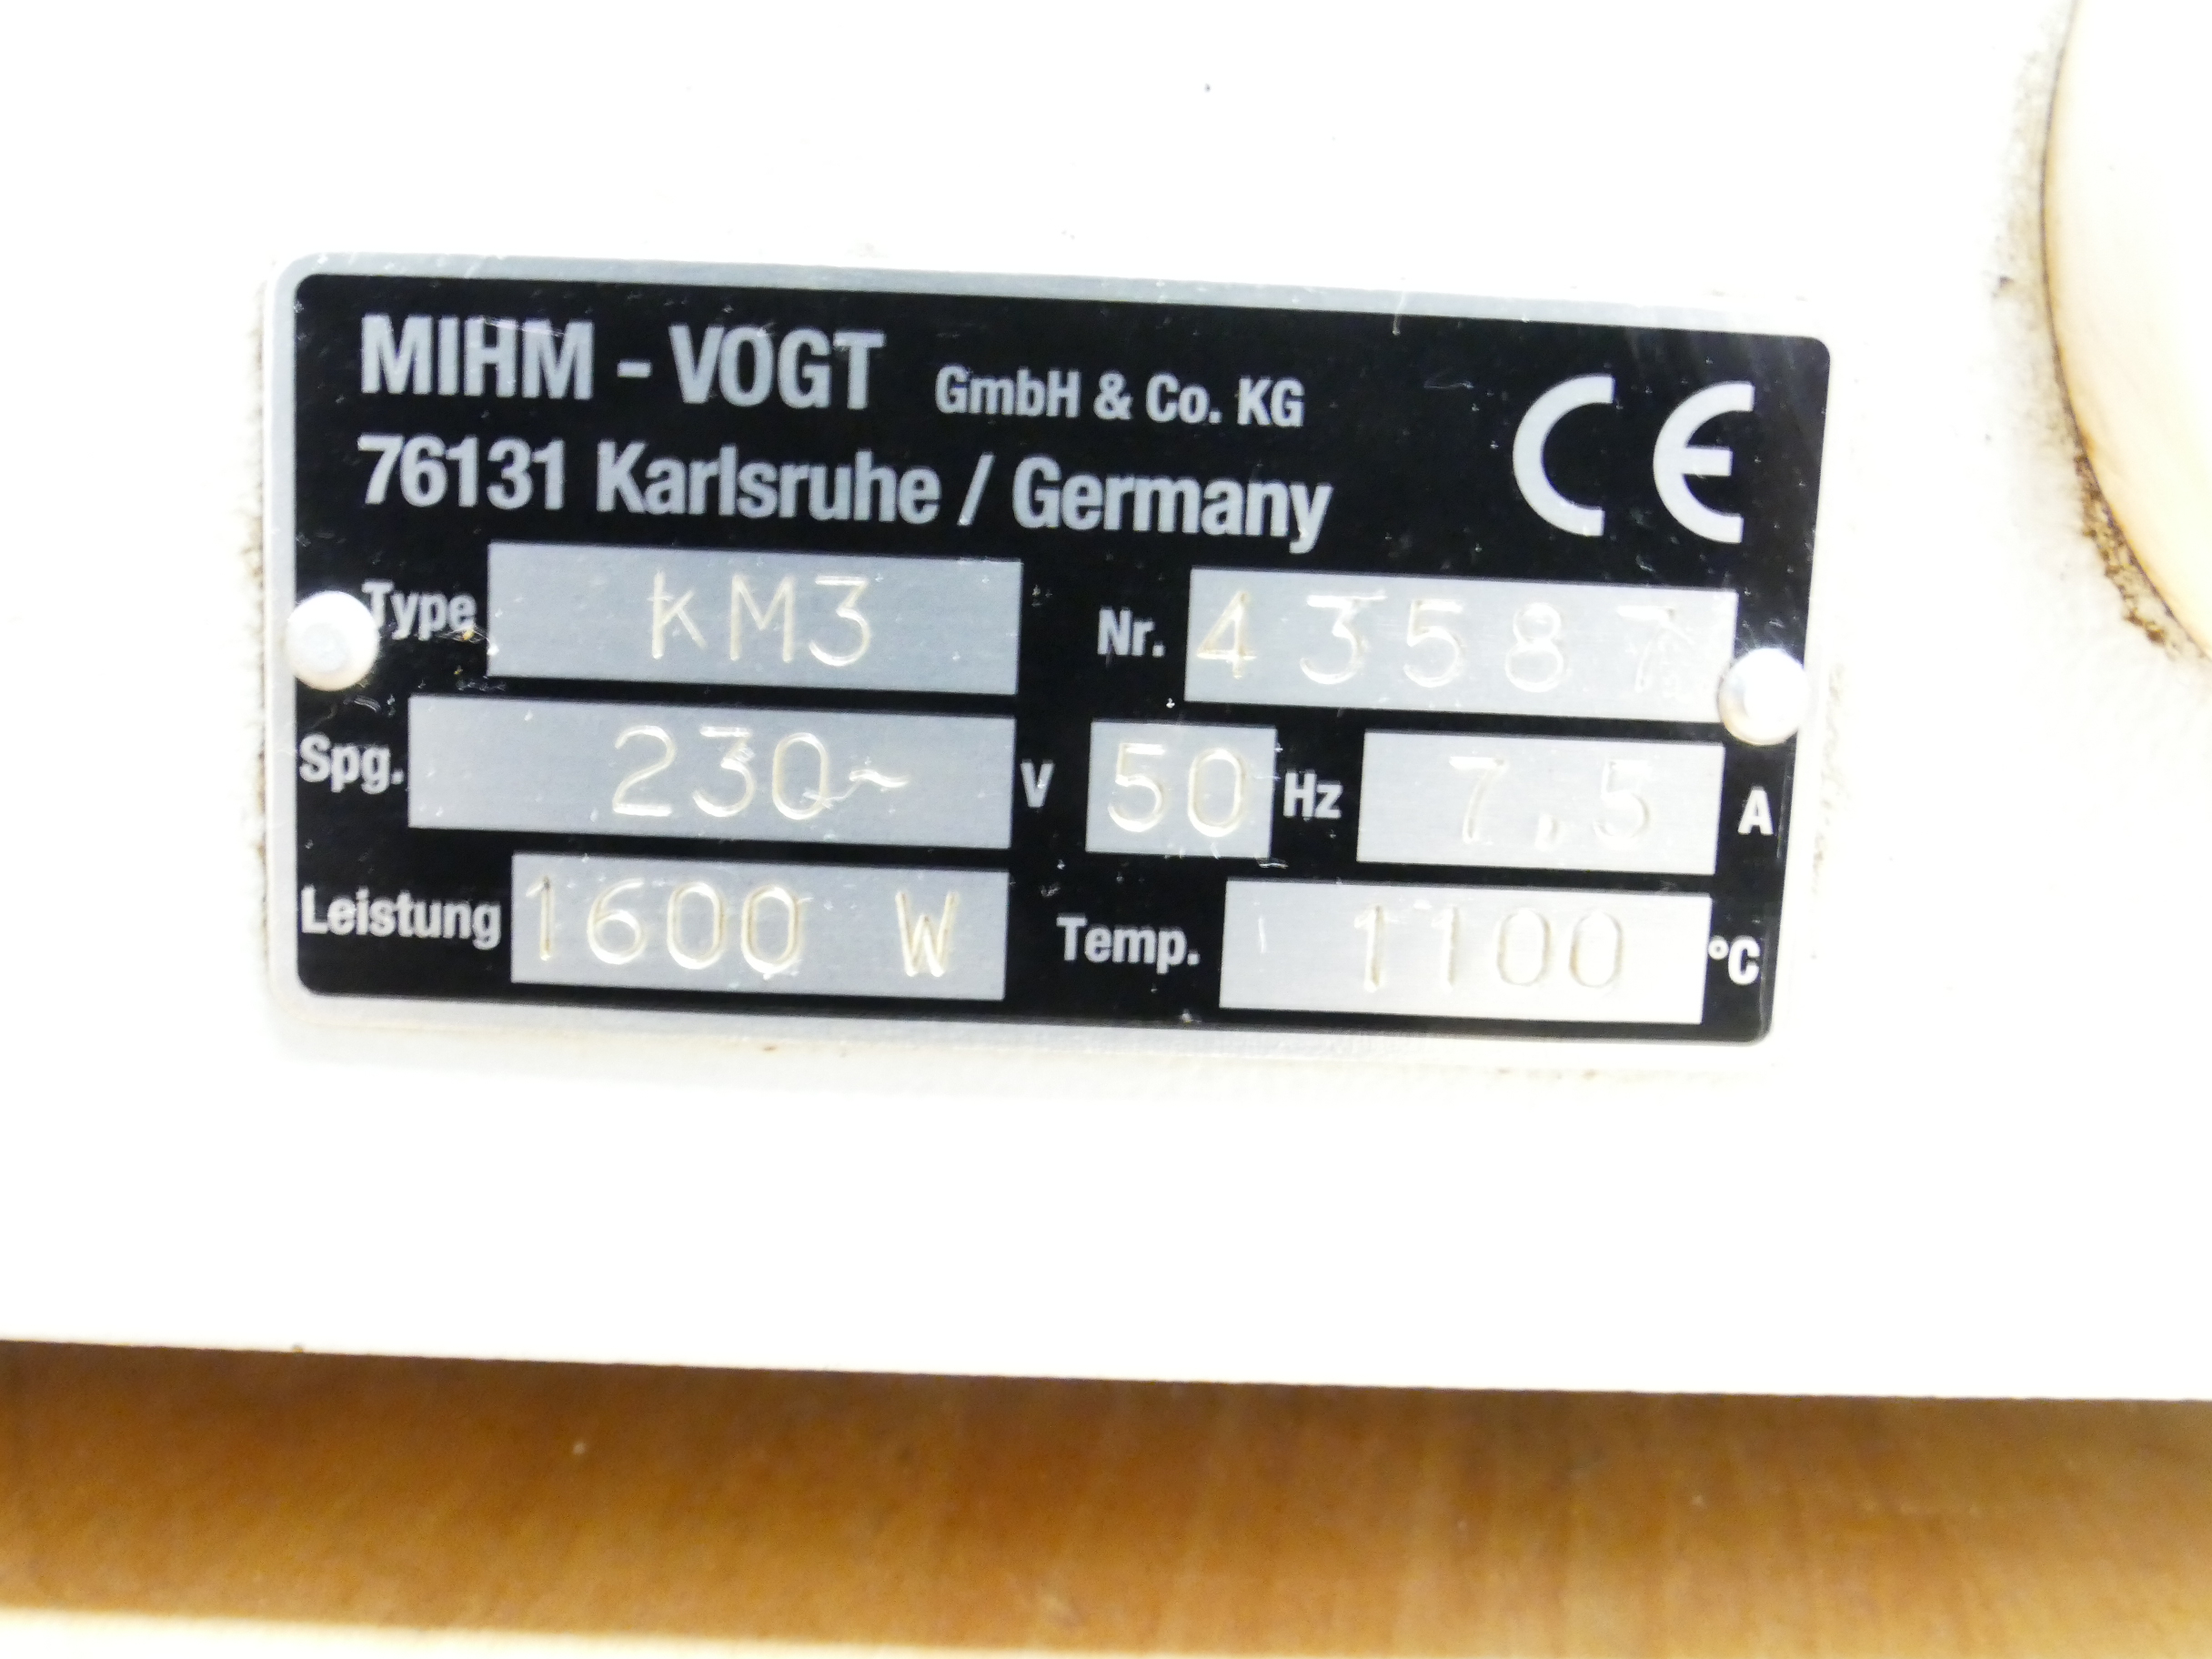 MIHM - VOGT GmbH & Co. KG
76131 Karlsruhe / Germany
CE
Type KM3 Nr. 43587
Spg. 230~ V 50 Hz 7,5 A
Leistung 1600 W Temp. 1100 °C